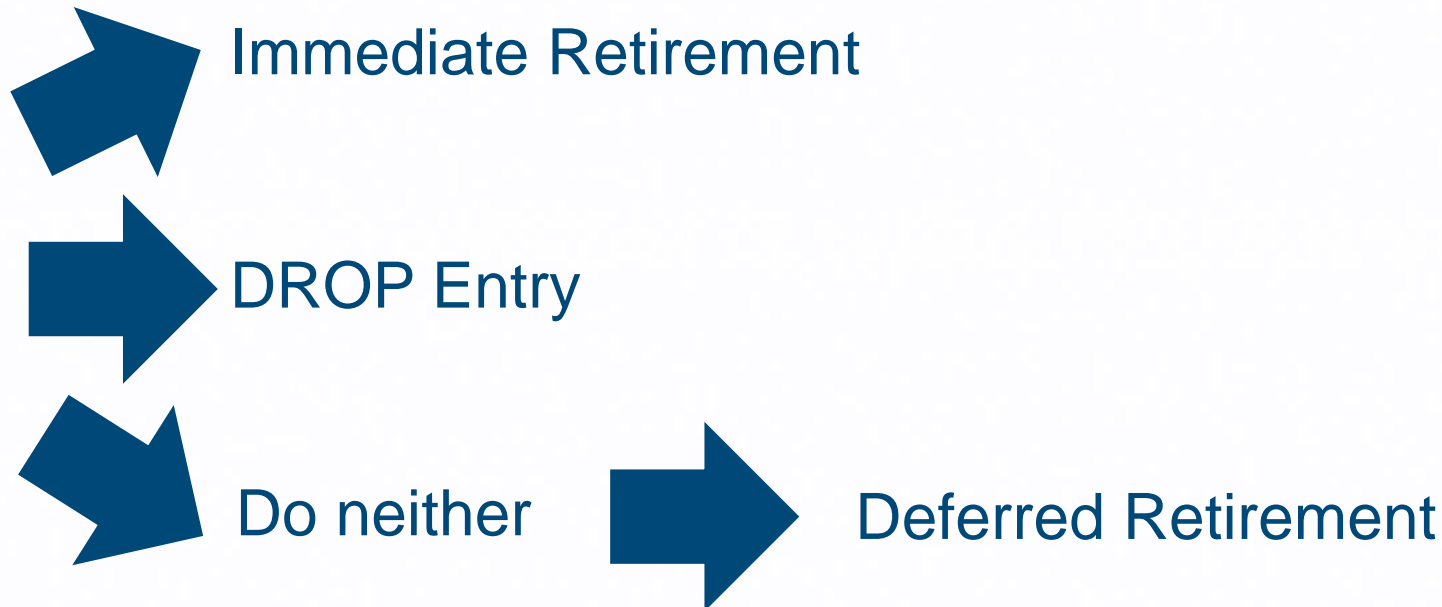 Immediate Retirement
DROP Entry
Do neither
Deferred Retirement